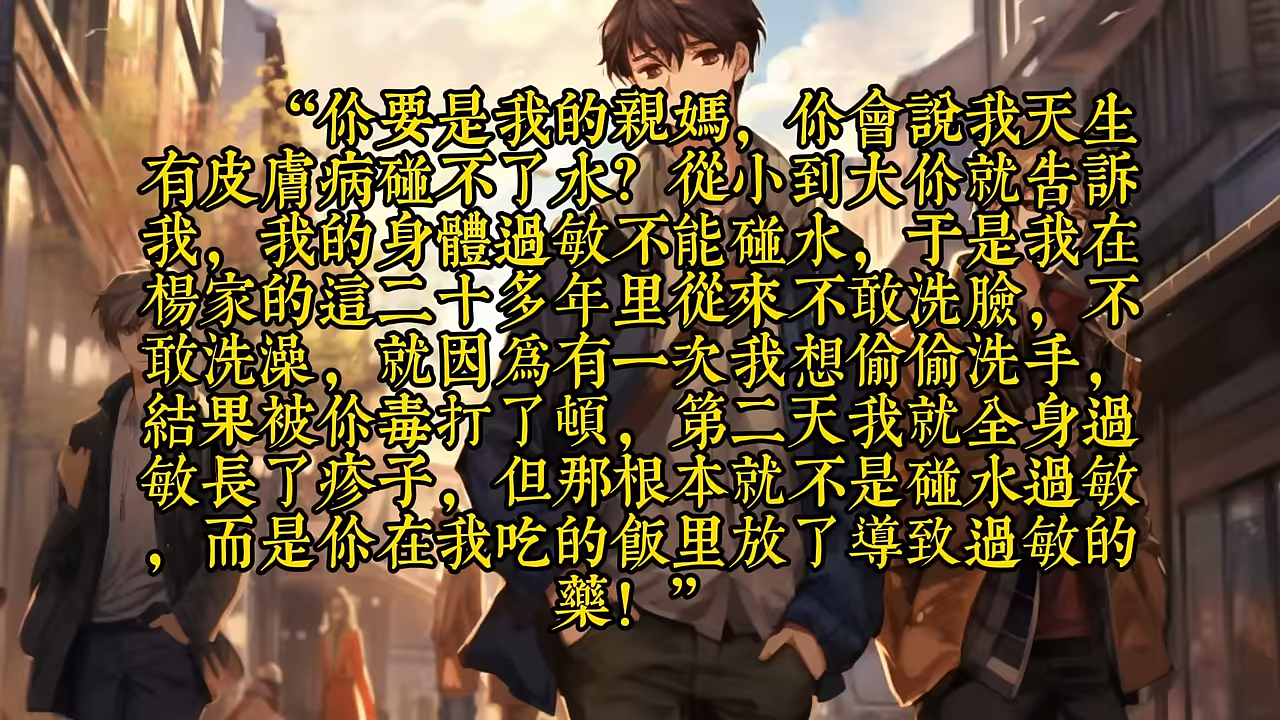 “你要是我的親媽，你會說我天生
有皮膚病碰不了水？從小到大你就告訴
我，我的身體過敏不能碰水，于是我在
楊家的這二十多年里從來不敢洗臉，不
敢洗澡，就因爲有一次我想偷偷洗手，
結果被你毒打了頓，第二天我就全身過
敏長了疹子，但那根本就不是碰水過敏
，而是你在我吃的飯里放了導致過敏的
藥！”